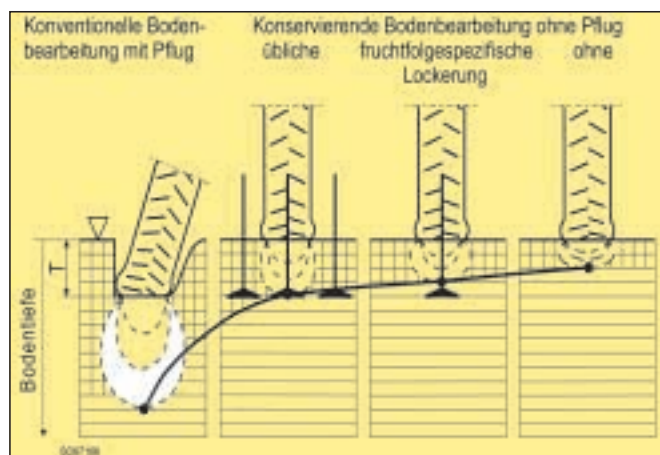 Konventionelle Boden-
bearbeitung mit Pflug
Konservierende Bodenbearbeitung ohne Pflug
übliche fruchtfolgespezifische ohne
Lockerung
T
Bodentiefe